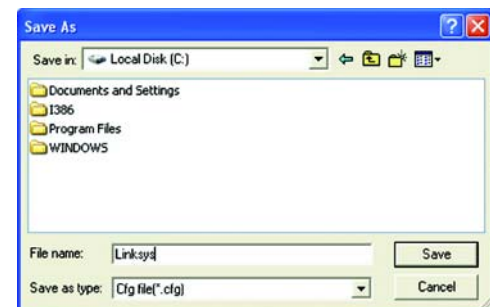 Save As
Save in: Local Disk (C:)
Documents and Settings
I386
Program Files
WINDOWS
File name: Linksys Save
Save as type: Cfg file(*.cfg) Cancel